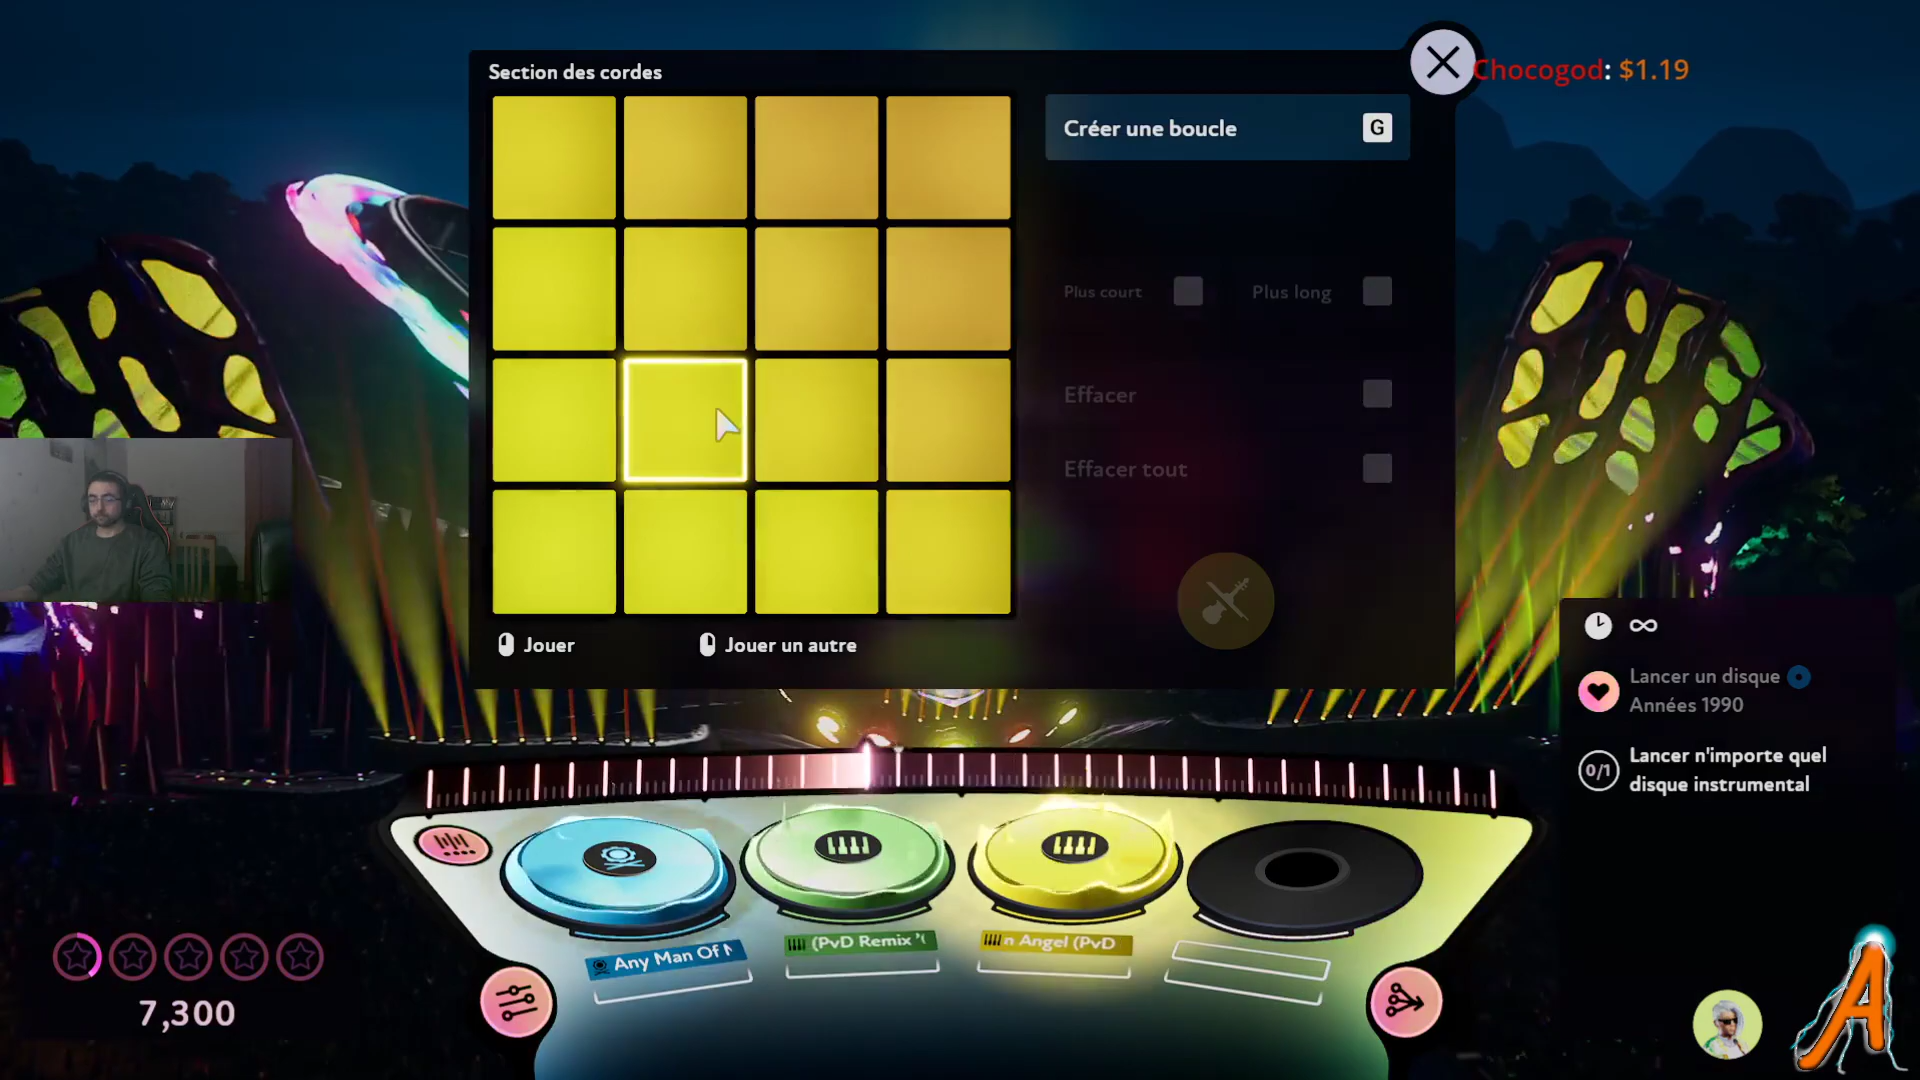 Section des cordes
Chocogod: $1.19
Créer une boucle G
Plus court Plus long
Effacer
Effacer tout
Jouer Jouer un autre
∞
Lancer un disque
Années 1990
0/1 Lancer n'importe quel
disque instrumental
Any Man Of
(PvD Remix '(
n Angel (PvD
7,300
A